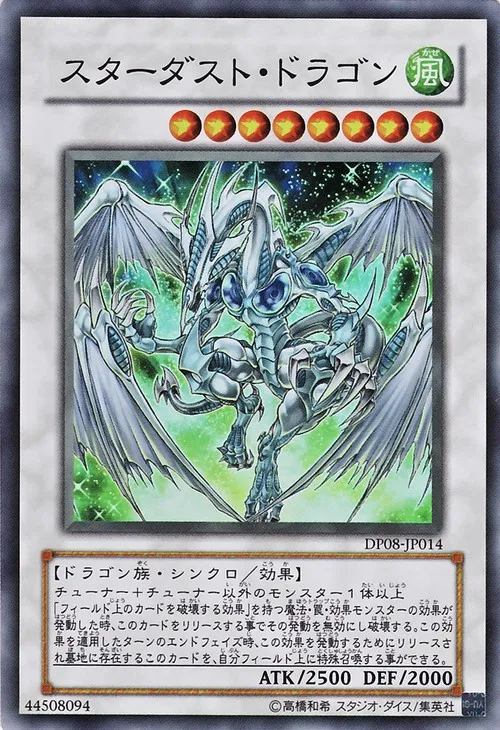 スターダスト・ドラゴン 風
DP08-JP014
【ドラゴン族・シンクロ／効果】
チューナー＋チューナー以外のモンスター１体以上
「フィールド上のカードを破壊する効果」を持つ魔法・罠・効果モンスターの効果が
発動した時、このカードをリリースする事でその発動を無効にし破壊する。この効
果を適用したターンのエンドフェイズ時、この効果を発動するためにリリースさ
れ墓地に存在するこのカードを、自分フィールド上に特殊召喚する事ができる。
ATK/2500 DEF/2000
44508094 ©高橋和希 スタジオ・ダイス/集英社